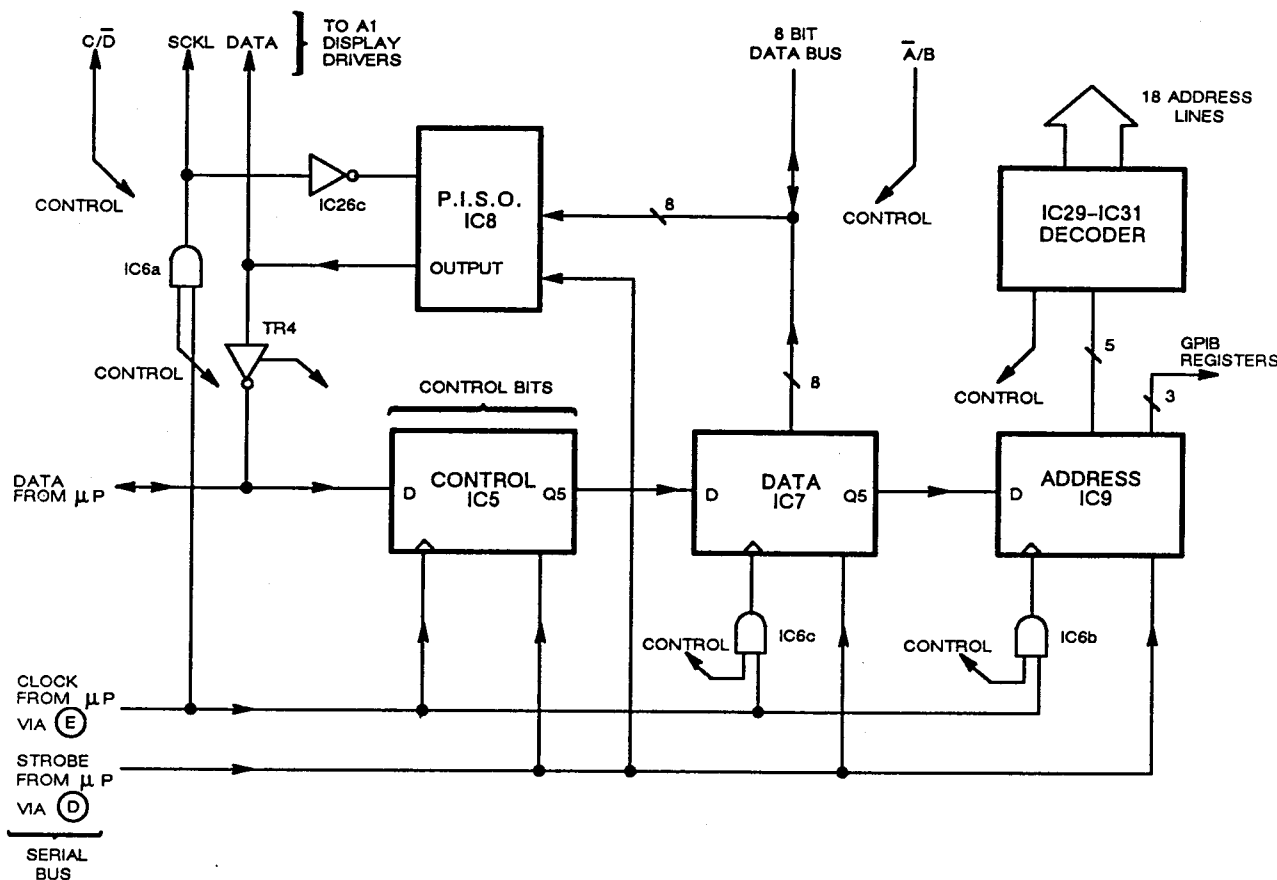 C/D̅
SCKL
DATA
TO A1
DISPLAY
DRIVERS
8 BIT
DATA BUS
A̅/B
18 ADDRESS
LINES
CONTROL
IC26c
P.I.S.O.
IC8
OUTPUT
8
CONTROL
IC29-IC31
DECODER
IC6a
TR4
CONTROL
8
CONTROL
5
3
GPIB
REGISTERS
CONTROL BITS
DATA
FROM μP
D
CONTROL
IC5
Q5
D
DATA
IC7
Q5
D
ADDRESS
IC9
CONTROL
IC6c
CONTROL
IC6b
CLOCK
FROM μP
VIA E
STROBE
FROM μP
VIA D
SERIAL
BUS